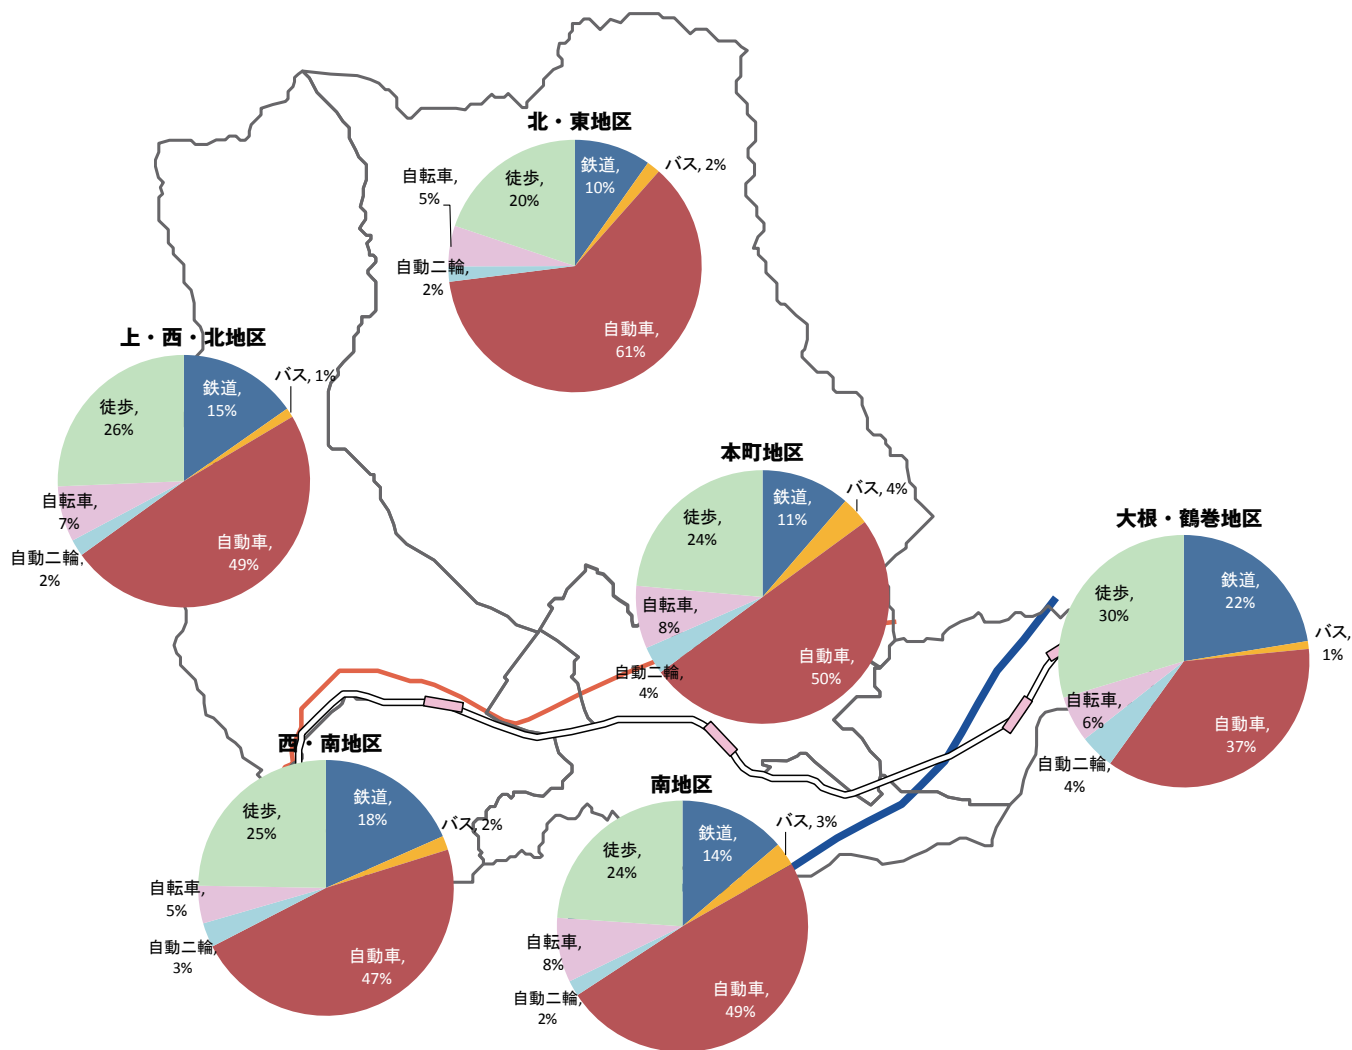 北・東地区
鉄道,
10%
バス, 2%
自動車,
61%
自動二輪,
2%
自転車,
5%
徒歩,
20%
上・西・北地区
鉄道,
15%
バス, 1%
自動車,
49%
自動二輪,
2%
自転車,
7%
徒歩,
26%
本町地区
鉄道,
11%
バス, 4%
自動車,
50%
自動二輪,
4%
自転車,
8%
徒歩,
24%
大根・鶴巻地区
鉄道,
22%
バス,
1%
自動車,
37%
自動二輪,
4%
自転車,
6%
徒歩,
30%
西・南地区
鉄道,
18%
バス, 2%
自動車,
47%
自動二輪,
3%
自転車,
5%
徒歩,
25%
南地区
鉄道,
14%
バス, 3%
自動車,
49%
自動二輪,
2%
自転車,
8%
徒歩,
24%